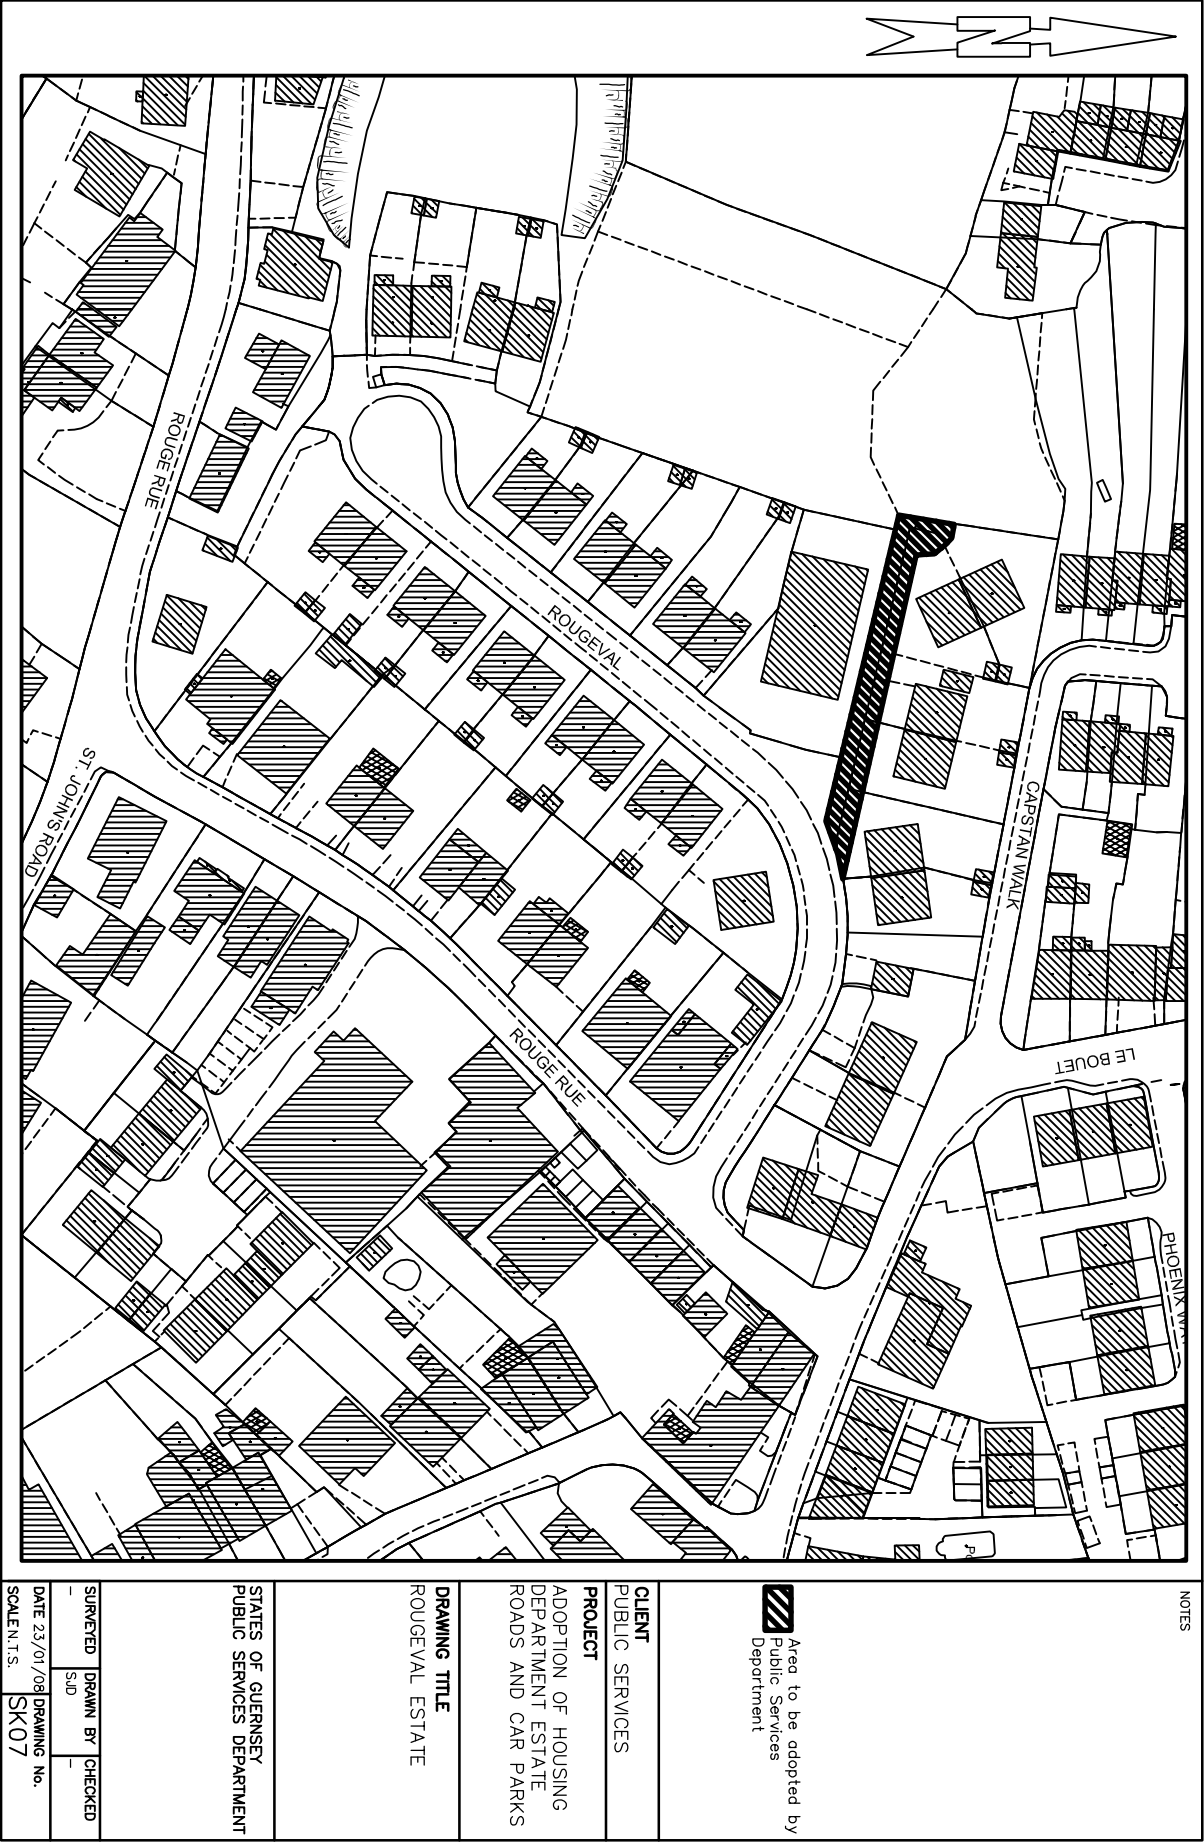 N
ROUGE RUE
ROUGEVAL
ST. JOHN'S ROAD
CAPSTAN WALK
ROUGE RUE
LE BOUET
PHOENIX WA
NOTES
Area to be adopted by
Public Services
Department
CLIENT
PUBLIC SERVICES
PROJECT
ADOPTION OF HOUSING
DEPARTMENT ESTATE
ROADS AND CAR PARKS
DRAWING TITLE
ROUGEVAL ESTATE
STATES OF GUERNSEY
PUBLIC SERVICES DEPARTMENT
SURVEYED DRAWN BY CHECKED
- SJD -
DATE 23/01/08 DRAWING No.
SCALE N.T.S. SK07